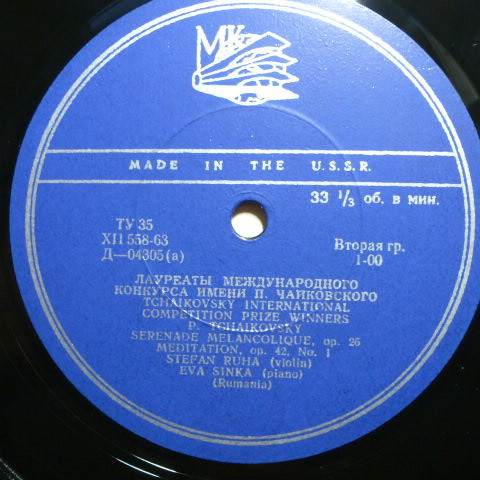 МК
MADE IN THE U.S.S.R.
33 1/3 об. в мин.
ТУ 35
XII 558-63
Д—04305(а)
Вторая гр.
1-00
ЛАУРЕАТЫ МЕЖДУНАРОДНОГО
КОНКУРСА ИМЕНИ П. ЧАЙКОВСКОГО
TCHAIKOVSKY INTERNATIONAL
COMPETITION PRIZE WINNERS
P. TCHAIKOVSKY
SERENADE MELANCOLIQUE, op. 26
MEDITATION, op. 42, No. 1
STEFAN RUHA (violin)
EVA SINKA (piano)
(Rumania)